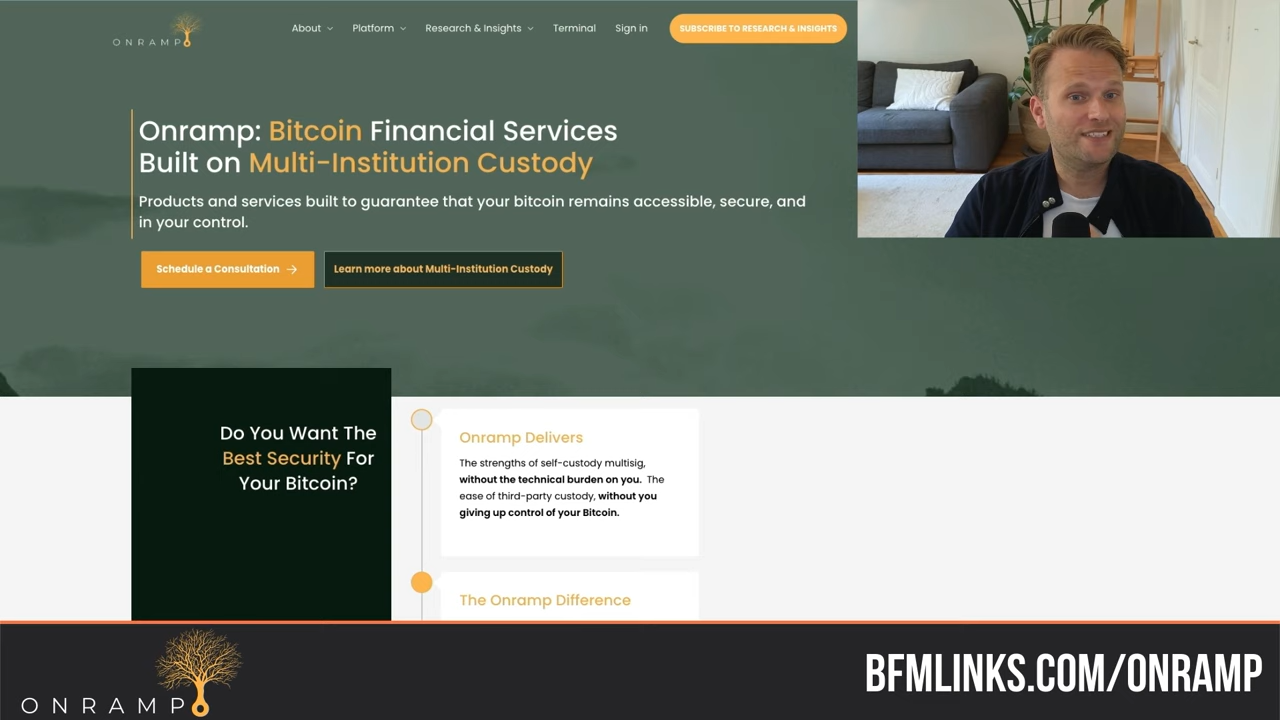 ONRAMP
About
Platform
Research & Insights
Terminal
Sign in
SUBSCRIBE TO RESEARCH & INSIGHTS
Onramp: Bitcoin Financial Services
Built on Multi-Institution Custody
Products and services built to guarantee that your bitcoin remains accessible, secure, and
in your control.
Schedule a Consultation
Learn more about Multi-Institution Custody
Do You Want The
Best Security For
Your Bitcoin?
Onramp Delivers
The strengths of self-custody multisig,
without the technical burden on you. The
ease of third-party custody, without you
giving up control of your Bitcoin.
The Onramp Difference
ONRAMP
BFMLINKS.COM/ONRAMP